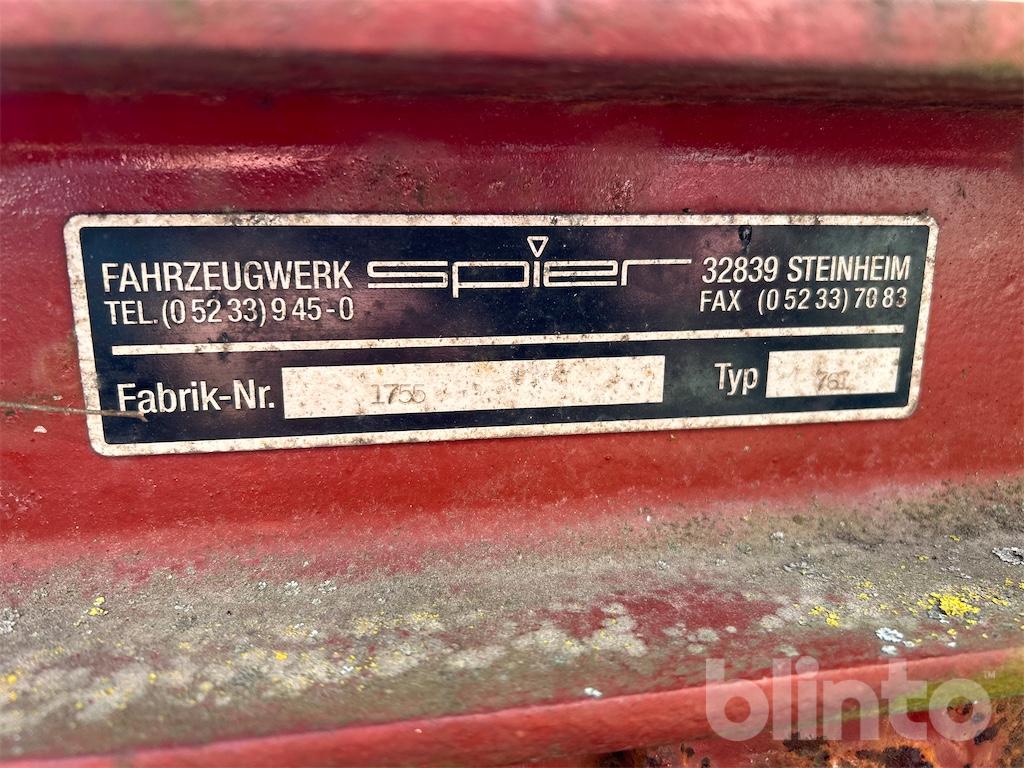 FAHRZEUGWERK spier 32839 STEINHEIM
TEL. (0 52 33) 9 45-0 FAX (0 52 33) 70 83
Fabrik-Nr. 1755 Typ
blinto™